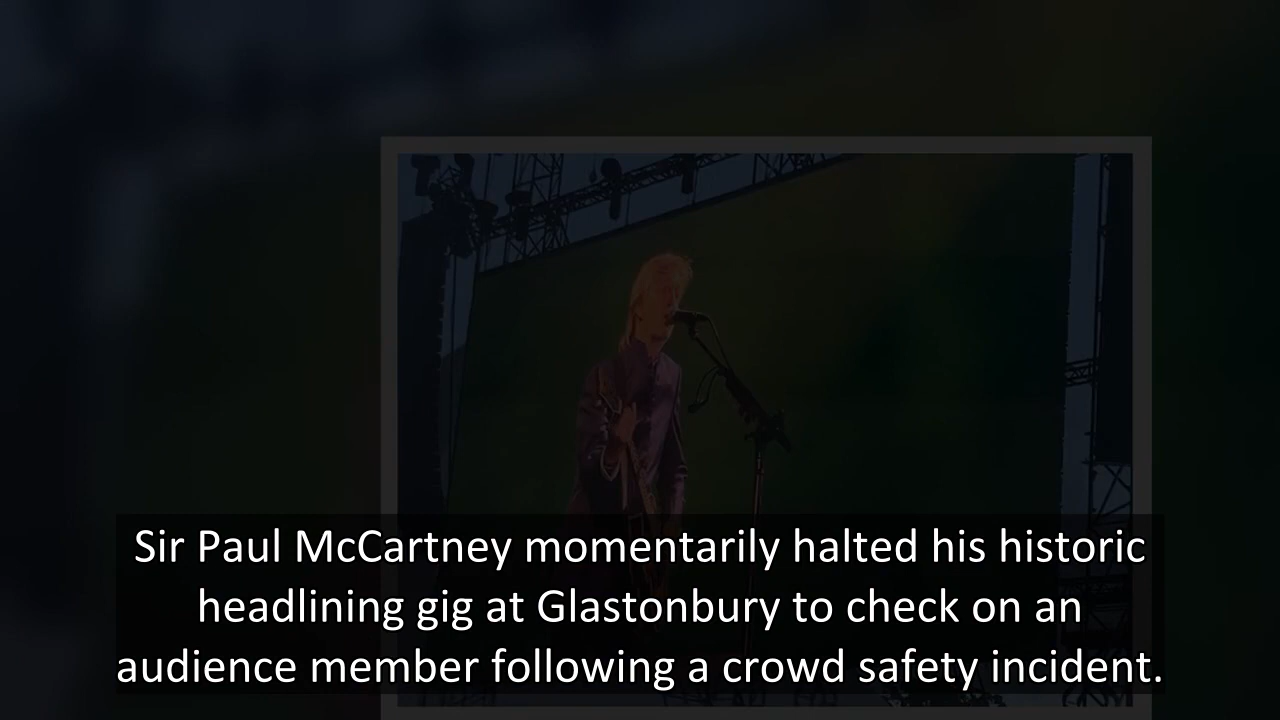 Sir Paul McCartney momentarily halted his historic
headlining gig at Glastonbury to check on an
audience member following a crowd safety incident.